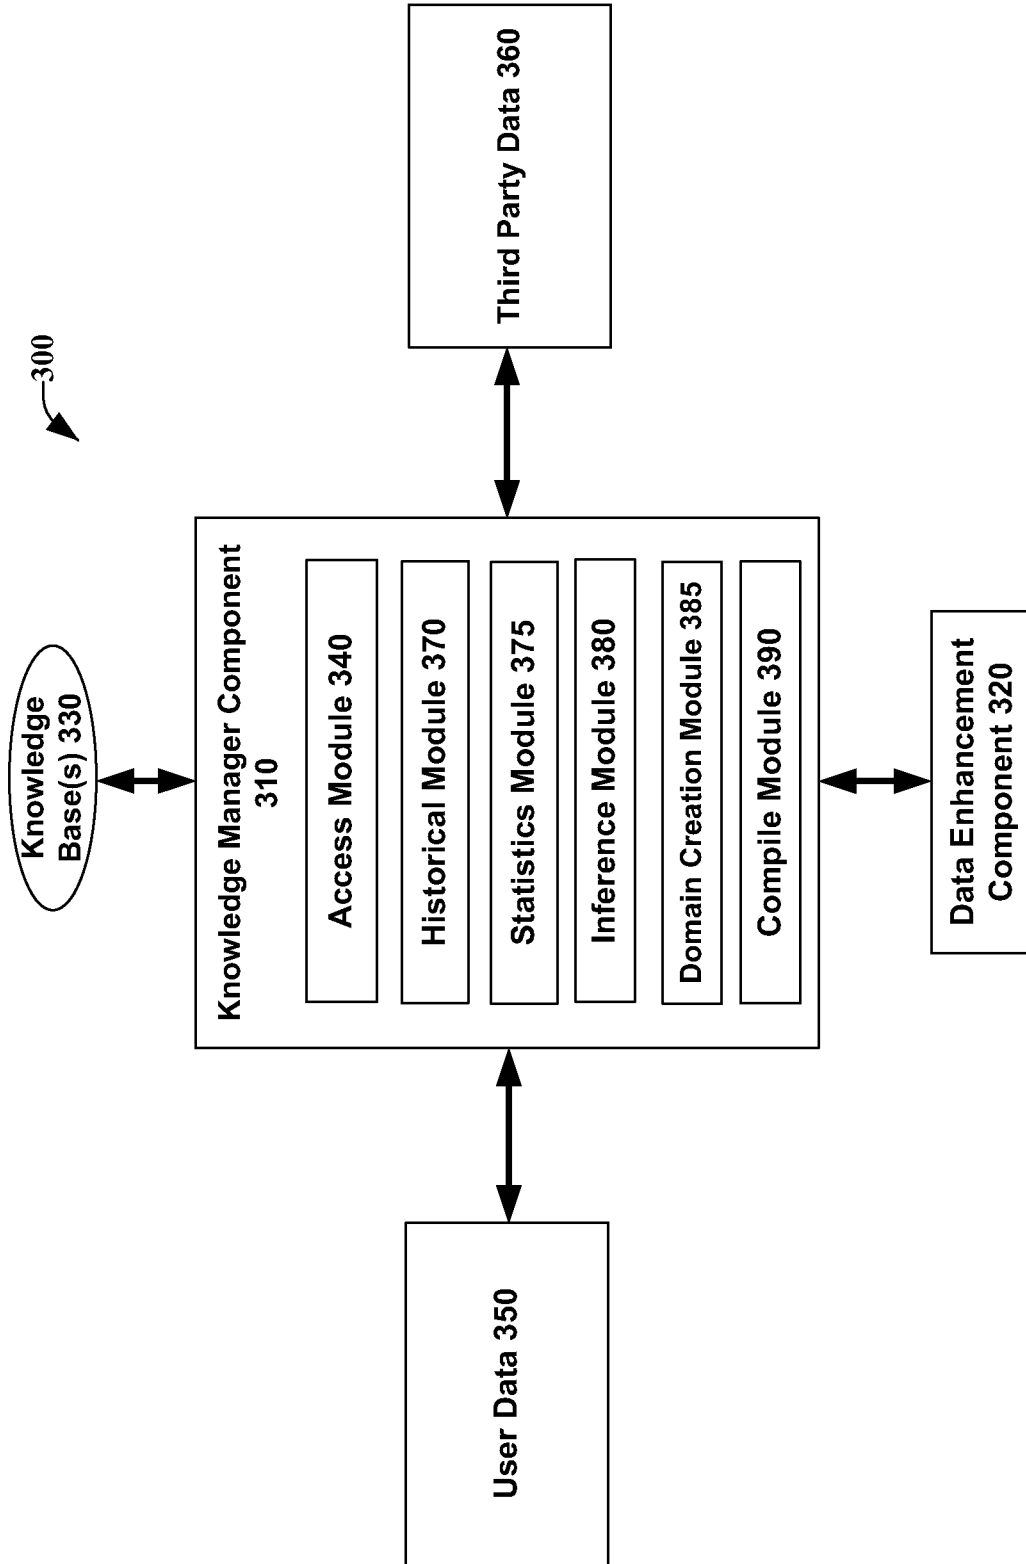 300
Knowledge
Base(s) 330
Knowledge Manager Component
310
Access Module 340
Historical Module 370
Statistics Module 375
Inference Module 380
Domain Creation Module 385
Compile Module 390
User Data 350
Third Party Data 360
Data Enhancement
Component 320